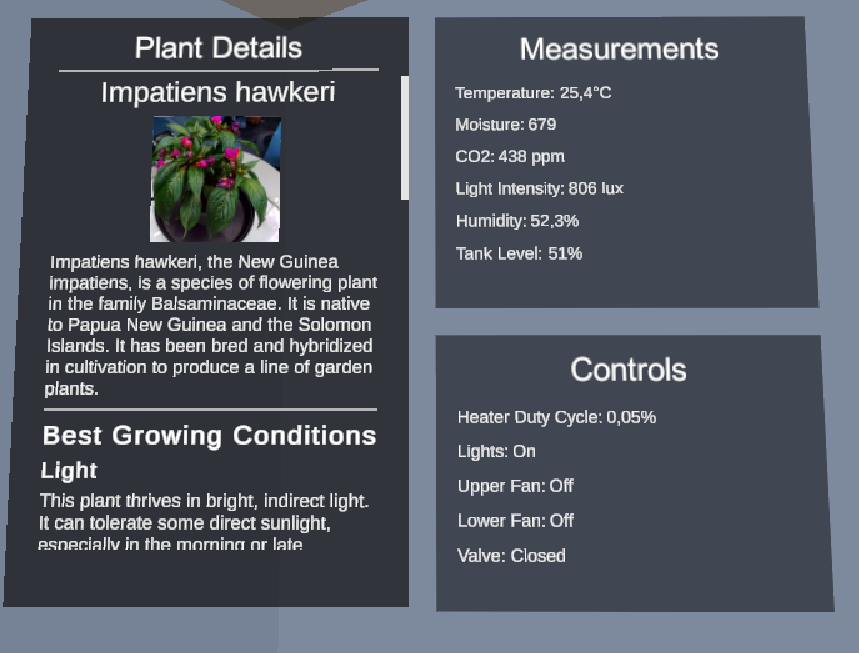 Plant Details
Impatiens hawkeri
Impatiens hawkeri, the New Guinea
impatiens, is a species of flowering plant
in the family Balsaminaceae. It is native
to Papua New Guinea and the Solomon
Islands. It has been bred and hybridized
in cultivation to produce a line of garden
plants.
Best Growing Conditions
Light
This plant thrives in bright, indirect light.
It can tolerate some direct sunlight,
especially in the morning or late
Measurements
Temperature: 25,4°C
Moisture: 679
CO2: 438 ppm
Light Intensity: 806 lux
Humidity: 52,3%
Tank Level: 51%
Controls
Heater Duty Cycle: 0,05%
Lights: On
Upper Fan: Off
Lower Fan: Off
Valve: Closed